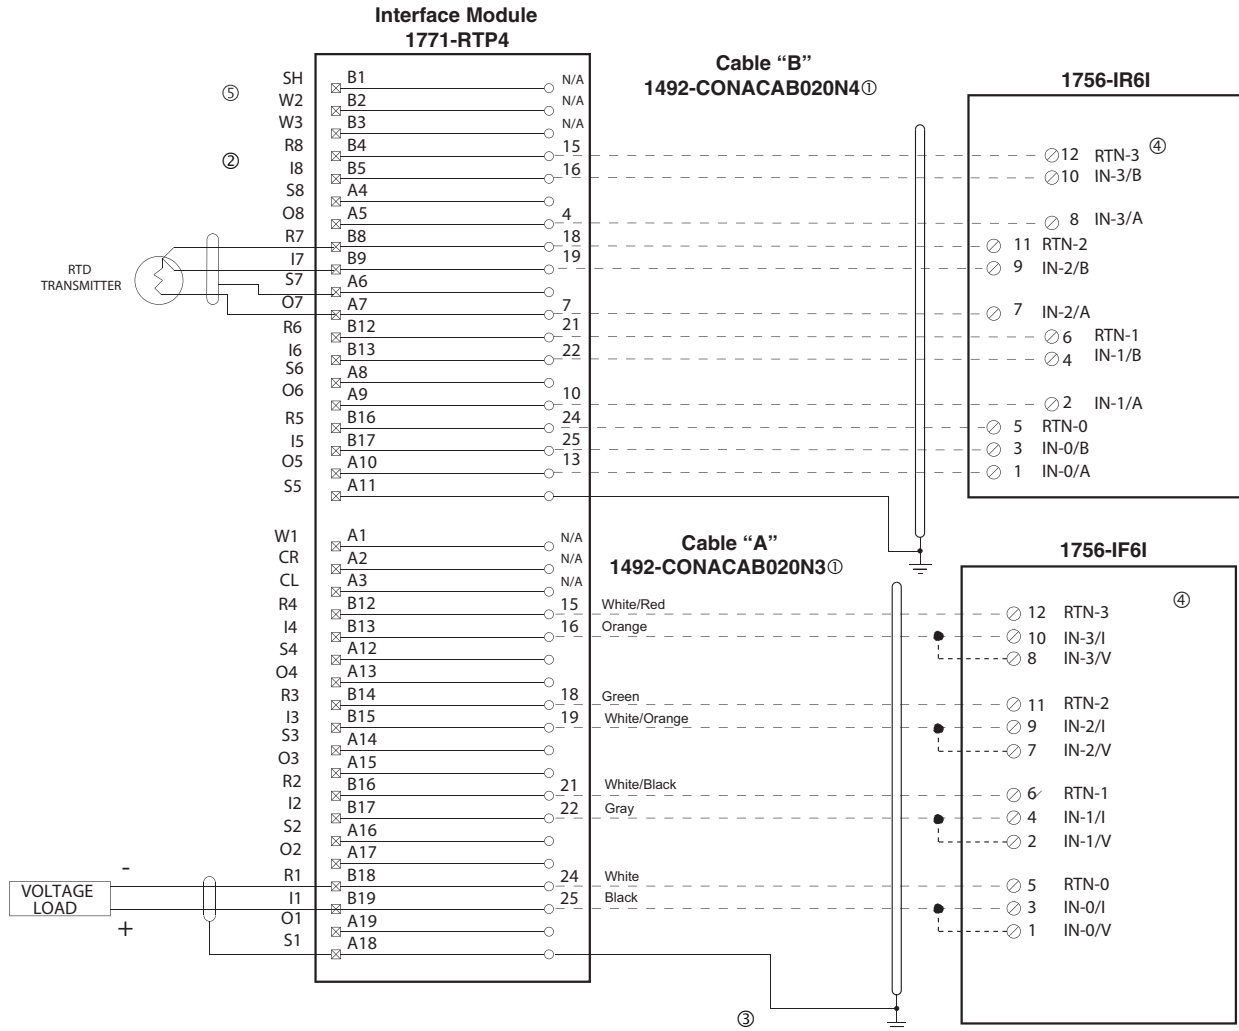 Interface Module
1771-RTP4
Cable “B”
1492-CONACAB020N4①
1756-IR6I
⑤
②
SH B1 N/A
W2 B2 N/A
W3 B3 N/A
R8 B4 15 12 RTN-3 ④
I8 B5 16 10 IN-3/B
S8 A4
O8 A5 4 8 IN-3/A
R7 B8 18 11 RTN-2
I7 B9 19 9 IN-2/B
RTD
TRANSMITTER
S7 A6
O7 A7 7 7 IN-2/A
R6 B12 21 6 RTN-1
I6 B13 22 4 IN-1/B
S6 A8
O6 A9 10 2 IN-1/A
R5 B16 24 5 RTN-0
I5 B17 25 3 IN-0/B
O5 A10 13 1 IN-0/A
S5 A11
Cable “A”
1492-CONACAB020N3①
1756-IF6I
④
W1 A1 N/A
CR A2 N/A
CL A3 N/A
R4 B12 15 White/Red 12 RTN-3
I4 B13 16 Orange 10 IN-3/I
S4 A12 8 IN-3/V
O4 A13
R3 B14 18 Green 11 RTN-2
I3 B15 19 White/Orange 9 IN-2/I
S3 A14 7 IN-2/V
O3 A15
R2 B16 21 White/Black 6 RTN-1
I2 B17 22 Gray 4 IN-1/I
S2 A16 2 IN-1/V
O2 A17
VOLTAGE
LOAD
-
+
R1 B18 24 White 5 RTN-0
I1 B19 25 Black 3 IN-0/I
O1 A19 1 IN-0/V
S1 A18
③